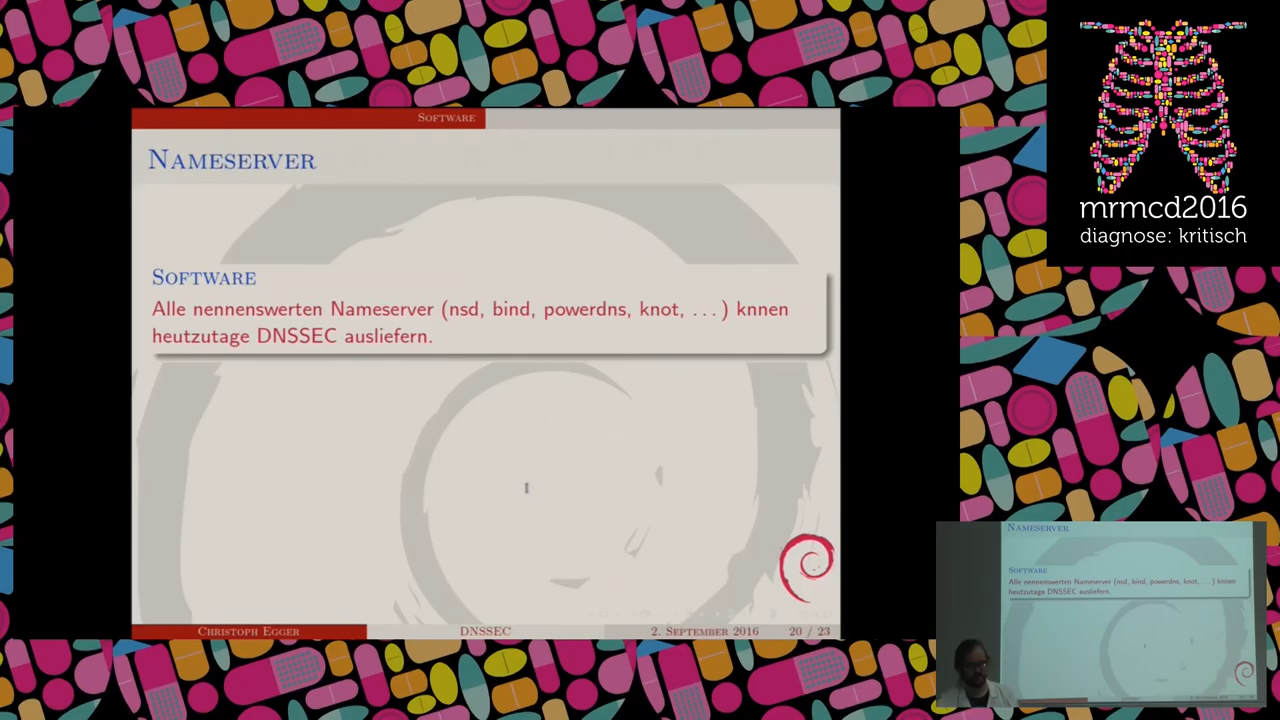 SOFTWARE
NAMESERVER
SOFTWARE
Alle nennenswerten Nameserver (nsd, bind, powerdns, knot, ...) knnen
heutzutage DNSSEC ausliefern.
CHRISTOPH EGGER
DNSSEC
2. SEPTEMBER 2016
20 / 23
mrmcd2016
diagnose: kritisch
NAMESERVER
SOFTWARE
Alle nennenswerten Nameserver (nsd, bind, powerdns, knot, ...) knnen
heutzutage DNSSEC ausliefern.